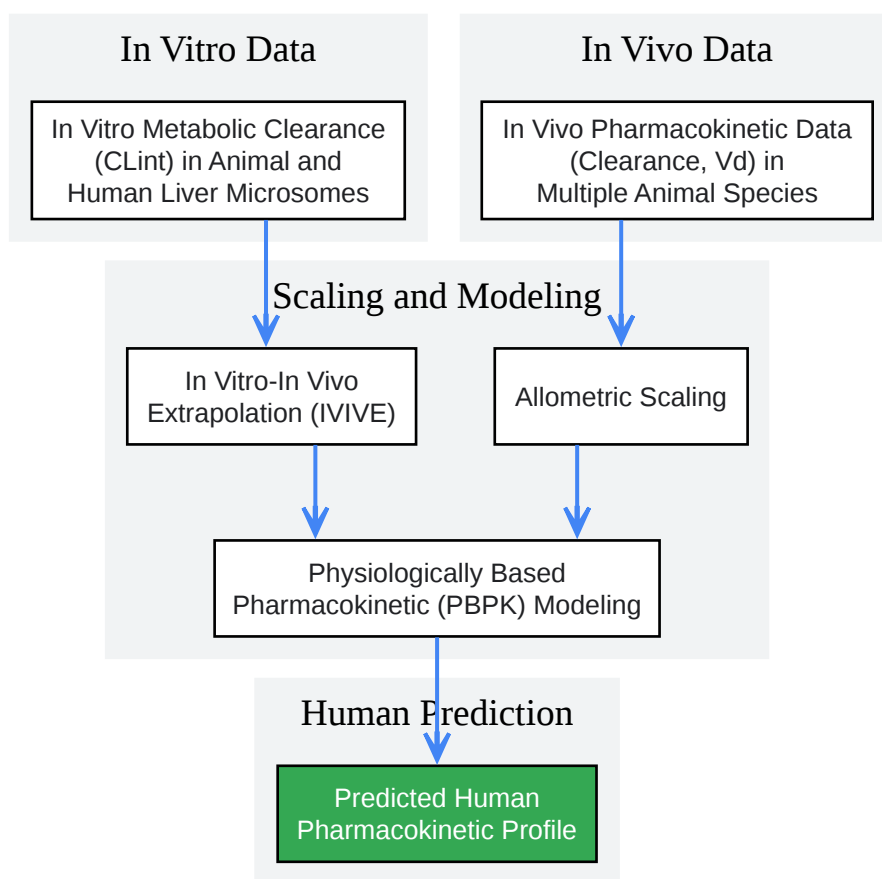 In Vitro Data
In Vitro Metabolic Clearance
(CLint) in Animal and
Human Liver Microsomes
In Vivo Data
In Vivo Pharmacokinetic Data
(Clearance, Vd) in
Multiple Animal Species
Scaling and Modeling
In Vitro-In Vivo
Extrapolation (IVIVE)
Allometric Scaling
Physiologically Based
Pharmacokinetic (PBPK) Modeling
Human Prediction
Predicted Human
Pharmacokinetic Profile